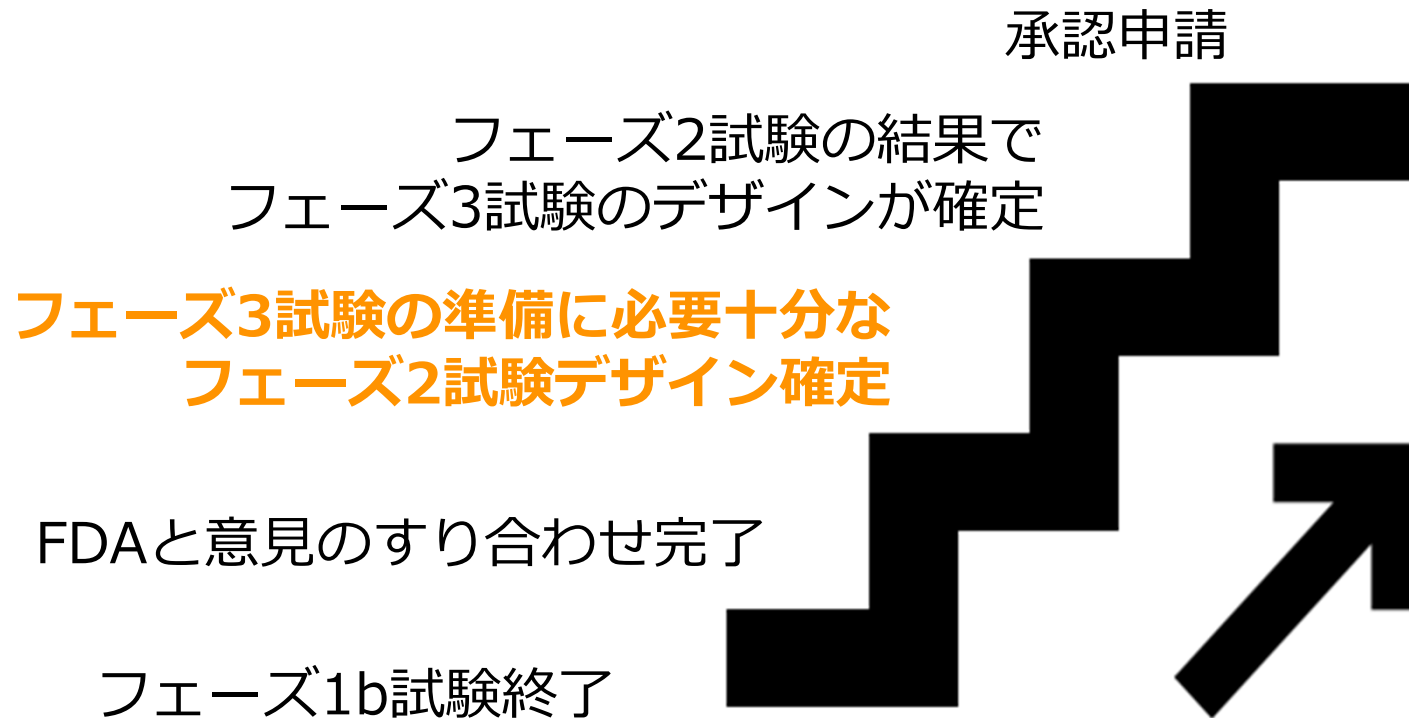 承認申請
フェーズ2試験の結果で
フェーズ3試験のデザインが確定
フェーズ3試験の準備に必要十分な
フェーズ2試験デザイン確定
FDAと意見のすり合わせ完了
フェーズ1b試験終了